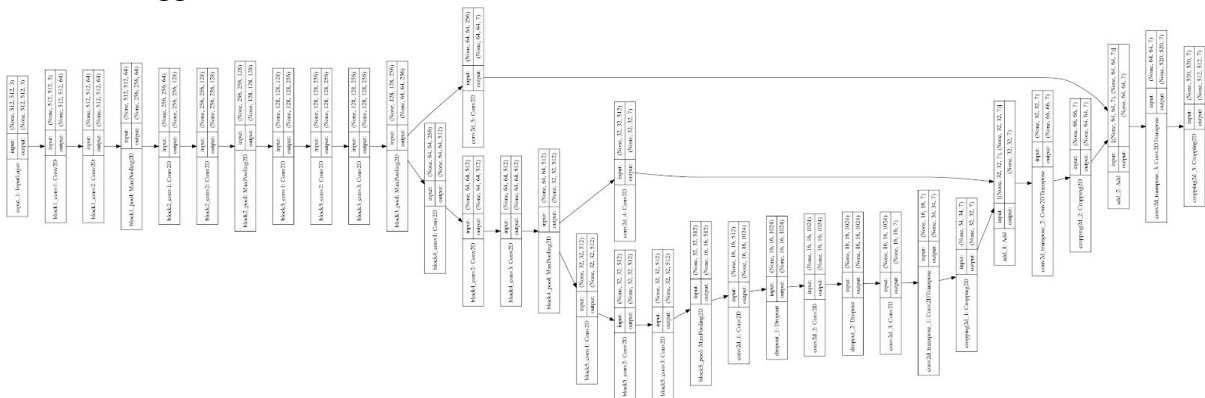 input_1: InputLayer
input: (None, 512, 512, 3)
output: (None, 512, 512, 3)
block1_conv1: Conv2D
input: (None, 512, 512, 3)
output: (None, 512, 512, 64)
block1_conv2: Conv2D
input: (None, 512, 512, 64)
output: (None, 512, 512, 64)
block1_pool: MaxPooling2D
input: (None, 512, 512, 64)
output: (None, 256, 256, 64)
block2_conv1: Conv2D
input: (None, 256, 256, 64)
output: (None, 256, 256, 128)
block2_conv2: Conv2D
input: (None, 256, 256, 128)
output: (None, 256, 256, 128)
block2_pool: MaxPooling2D
input: (None, 256, 256, 128)
output: (None, 128, 128, 128)
block3_conv1: Conv2D
input: (None, 128, 128, 128)
output: (None, 128, 128, 256)
block3_conv2: Conv2D
input: (None, 128, 128, 256)
output: (None, 128, 128, 256)
block3_conv3: Conv2D
input: (None, 128, 128, 256)
output: (None, 128, 128, 256)
block3_pool: MaxPooling2D
input: (None, 128, 128, 256)
output: (None, 64, 64, 256)
conv2d_5: Conv2D
input: (None, 64, 64, 256)
output: (None, 64, 64, 7)
block4_conv1: Conv2D
input: (None, 64, 64, 256)
output: (None, 64, 64, 512)
block4_conv2: Conv2D
input: (None, 64, 64, 512)
output: (None, 64, 64, 512)
block4_conv3: Conv2D
input: (None, 64, 64, 512)
output: (None, 64, 64, 512)
block4_pool: MaxPooling2D
input: (None, 64, 64, 512)
output: (None, 32, 32, 512)
conv2d_4: Conv2D
input: (None, 32, 32, 512)
output: (None, 32, 32, 7)
block5_conv1: Conv2D
input: (None, 32, 32, 512)
output: (None, 32, 32, 512)
block5_conv2: Conv2D
input: (None, 32, 32, 512)
output: (None, 32, 32, 512)
block5_conv3: Conv2D
input: (None, 32, 32, 512)
output: (None, 32, 32, 512)
block5_pool: MaxPooling2D
input: (None, 32, 32, 512)
output: (None, 16, 16, 512)
conv2d_1: Conv2D
input: (None, 16, 16, 512)
output: (None, 16, 16, 1024)
dropout_1: Dropout
input: (None, 16, 16, 1024)
output: (None, 16, 16, 1024)
conv2d_2: Conv2D
input: (None, 16, 16, 1024)
output: (None, 16, 16, 1024)
dropout_2: Dropout
input: (None, 16, 16, 1024)
output: (None, 16, 16, 1024)
conv2d_3: Conv2D
input: (None, 16, 16, 1024)
output: (None, 16, 16, 7)
conv2d_transpose_1: Conv2DTranspose
input: (None, 16, 16, 7)
output: (None, 34, 34, 7)
cropping2d_1: Cropping2D
input: (None, 34, 34, 7)
output: (None, 32, 32, 7)
add_1: Add
input: [(None, 32, 32, 7), (None, 32, 32, 7)]
output: (None, 32, 32, 7)
conv2d_transpose_2: Conv2DTranspose
input: (None, 32, 32, 7)
output: (None, 66, 66, 7)
cropping2d_2: Cropping2D
input: (None, 66, 66, 7)
output: (None, 64, 64, 7)
add_2: Add
input: [(None, 64, 64, 7), (None, 64, 64, 7)]
output: (None, 64, 64, 7)
conv2d_transpose_3: Conv2DTranspose
input: (None, 64, 64, 7)
output: (None, 520, 520, 7)
cropping2d_3: Cropping2D
input: (None, 520, 520, 7)
output: (None, 512, 512, 7)